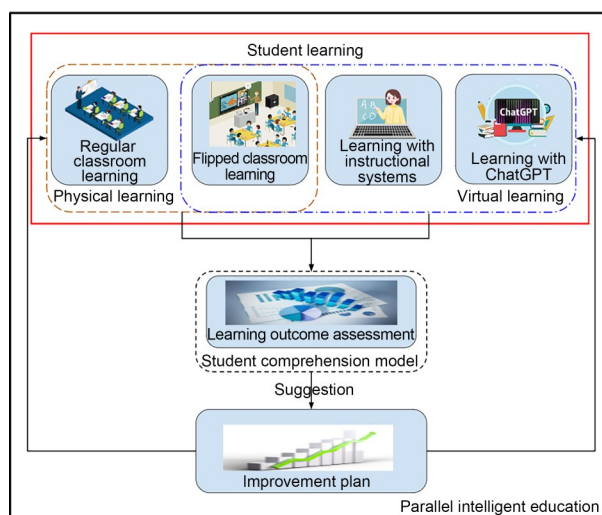 Student learning
ChatGPT
Regular
classroom
learning
Flipped classroom
learning
Learning with
instructional
systems
Learning with
ChatGPT
Physical learning
Virtual learning
Learning outcome assessment
Student comprehension model
Suggestion
Improvement plan
Parallel intelligent education